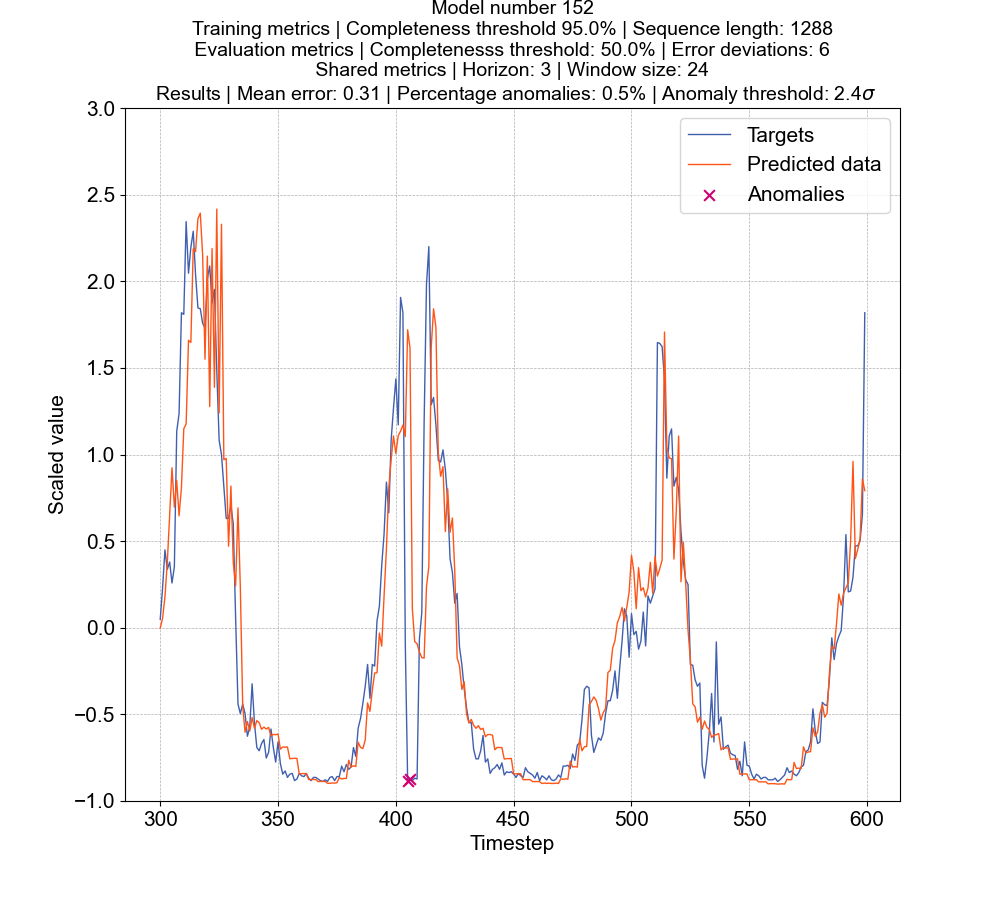 Model number 152
Training metrics | Completeness threshold 95.0% | Sequence length: 1288
Evaluation metrics | Completenesss threshold: 50.0% | Error deviations: 6
Shared metrics | Horizon: 3 | Window size: 24
Results | Mean error: 0.31 | Percentage anomalies: 0.5% | Anomaly threshold: 2.4σ
3.0
2.5
2.0
1.5
1.0
0.5
0.0
−0.5
−1.0
Scaled value
Targets
Predicted data
Anomalies
300 350 400 450 500 550 600
Timestep